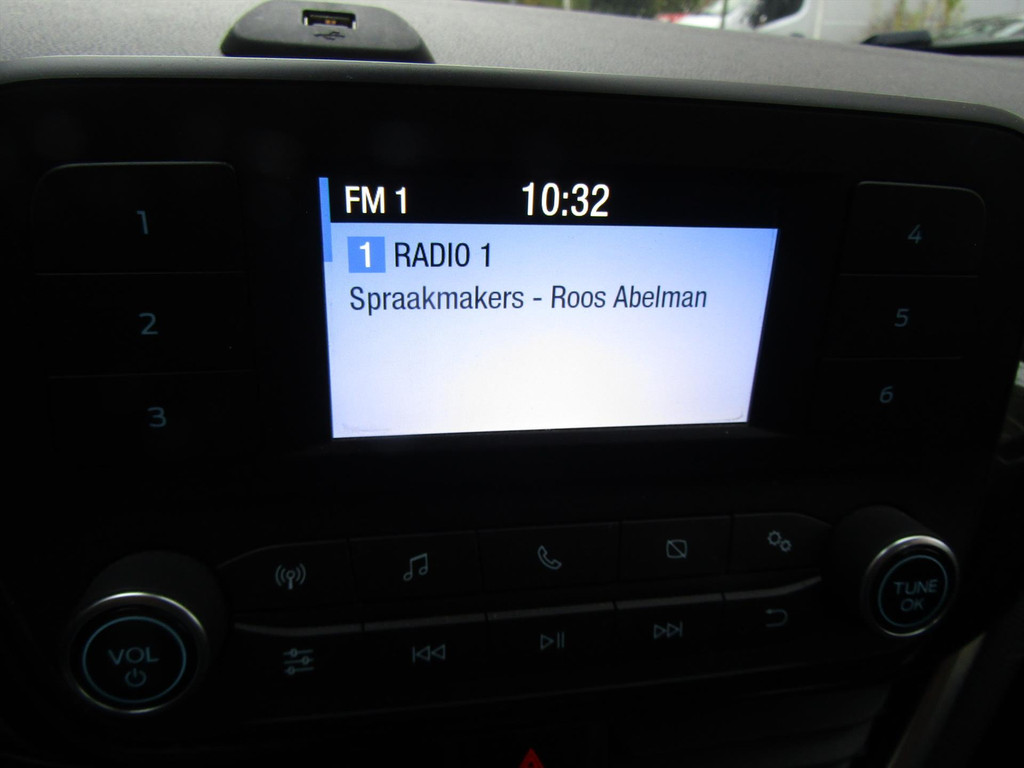 FM 1 10:32
1 RADIO 1
Spraakmakers - Roos Abelman
1
2
3
4
5
6
VOL
TUNE
OK